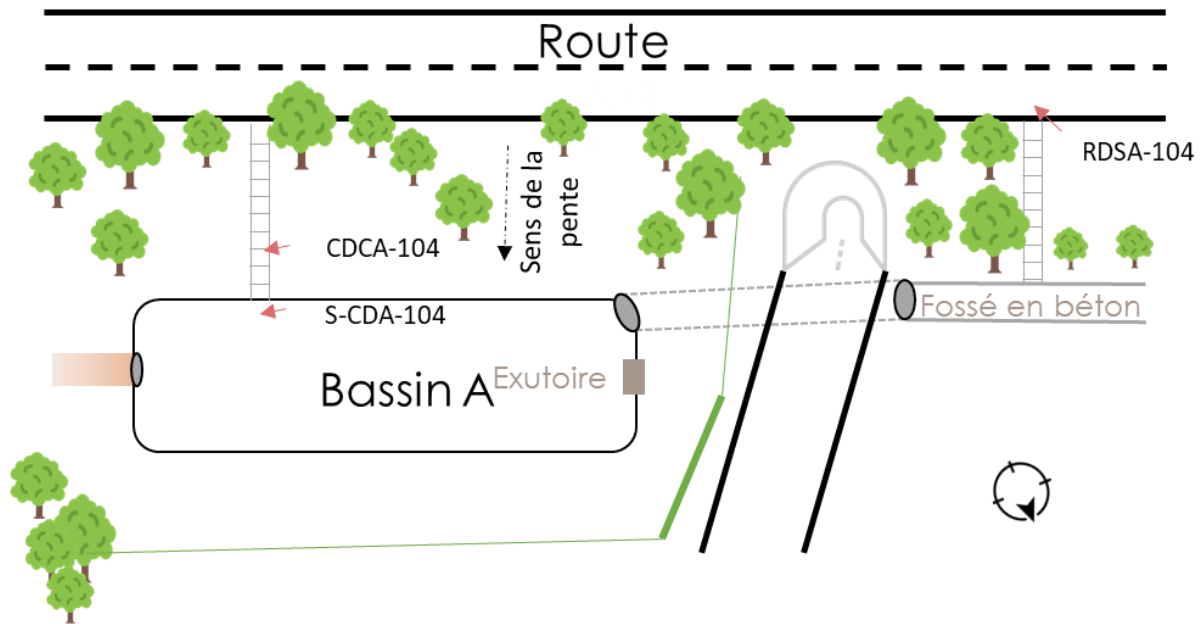 Route
RDSA-104
Sens de la
pente
CDCA-104
S-CDA-104
Fossé en béton
Exutoire
Bassin A